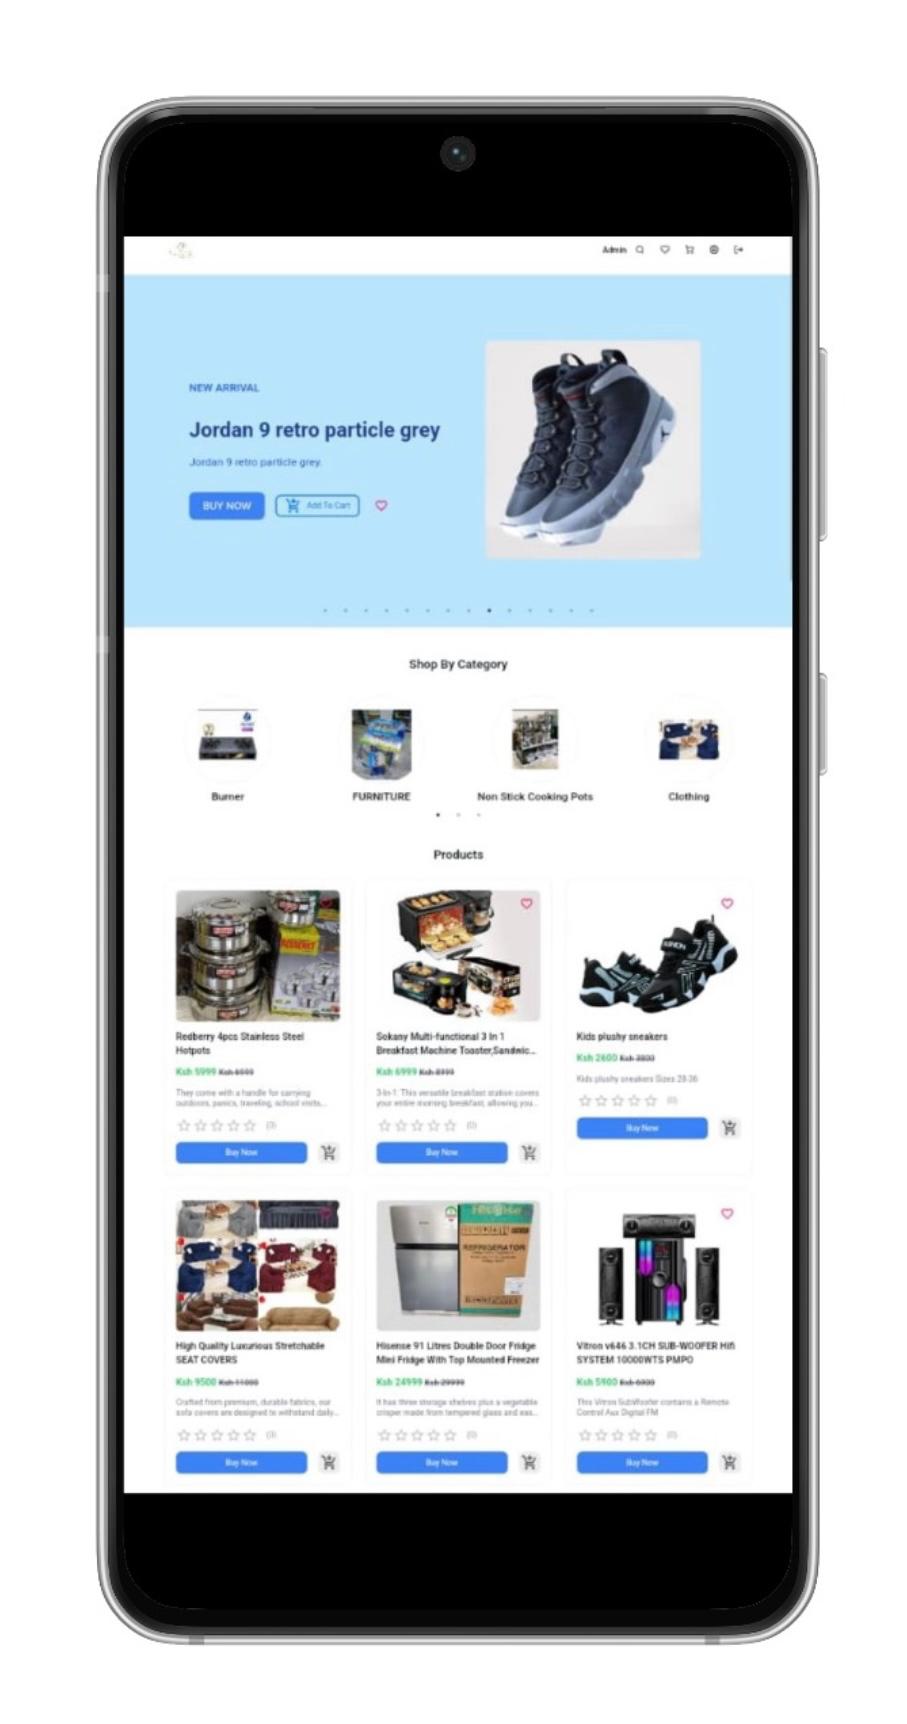 Admin
NEW ARRIVAL
Jordan 9 retro particle grey
Jordan 9 retro particle grey.
BUY NOW
Add To Cart
Shop By Category
Burner
FURNITURE
Non Stick Cooking Pots
Clothing
Products
Redberry 4pcs Stainless Steel
Hotpots
Ksh 5999 Ksh 6999
They come with a handle for carrying
outdoors, picnics, traveling, school visits...
Buy Now
Sokany Multi-functional 3 In 1
Breakfast Machine Toaster,Sandwic...
Ksh 6999 Ksh 8999
3-In-1: This versatile breakfast station covers
your entire morning breakfast, allowing you...
(0)
Buy Now
Kids plushy sneakers
Ksh 2600 Ksh 3800
Kids plushy sneakers Sizes 28-36
(0)
Buy Now
High Quality Luxurious Stretchable
SEAT COVERS
Ksh 9500 Ksh 11000
Crafted from premium, durable fabrics, our
sofa covers are designed to withstand daily...
Buy Now
REFRIGERATOR
Hisense 91 Litres Double Door Fridge
Mini Fridge With Top Mounted Freezer
Ksh 24999 Ksh 29999
It has three storage shelves plus a vegetable
crisper made from tempered glass and eas...
(0)
Buy Now
Vitron v646 3.1CH SUB-WOOFER Hifi
SYSTEM 10000WTS PMPO
Ksh 5900 Ksh 6900
This Vitron SubWoofer contains a Remote
Control Aux Digital FM
(0)
Buy Now